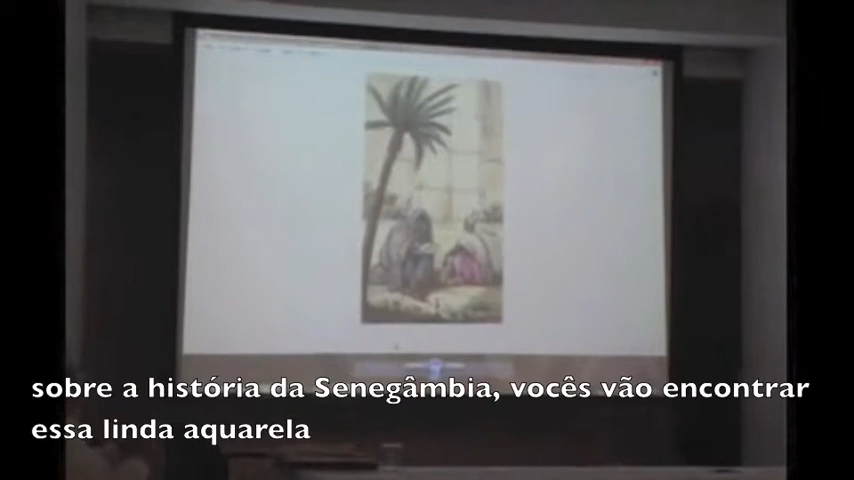 sobre a história da Senegâmbia, vocês vão encontrar
essa linda aquarela